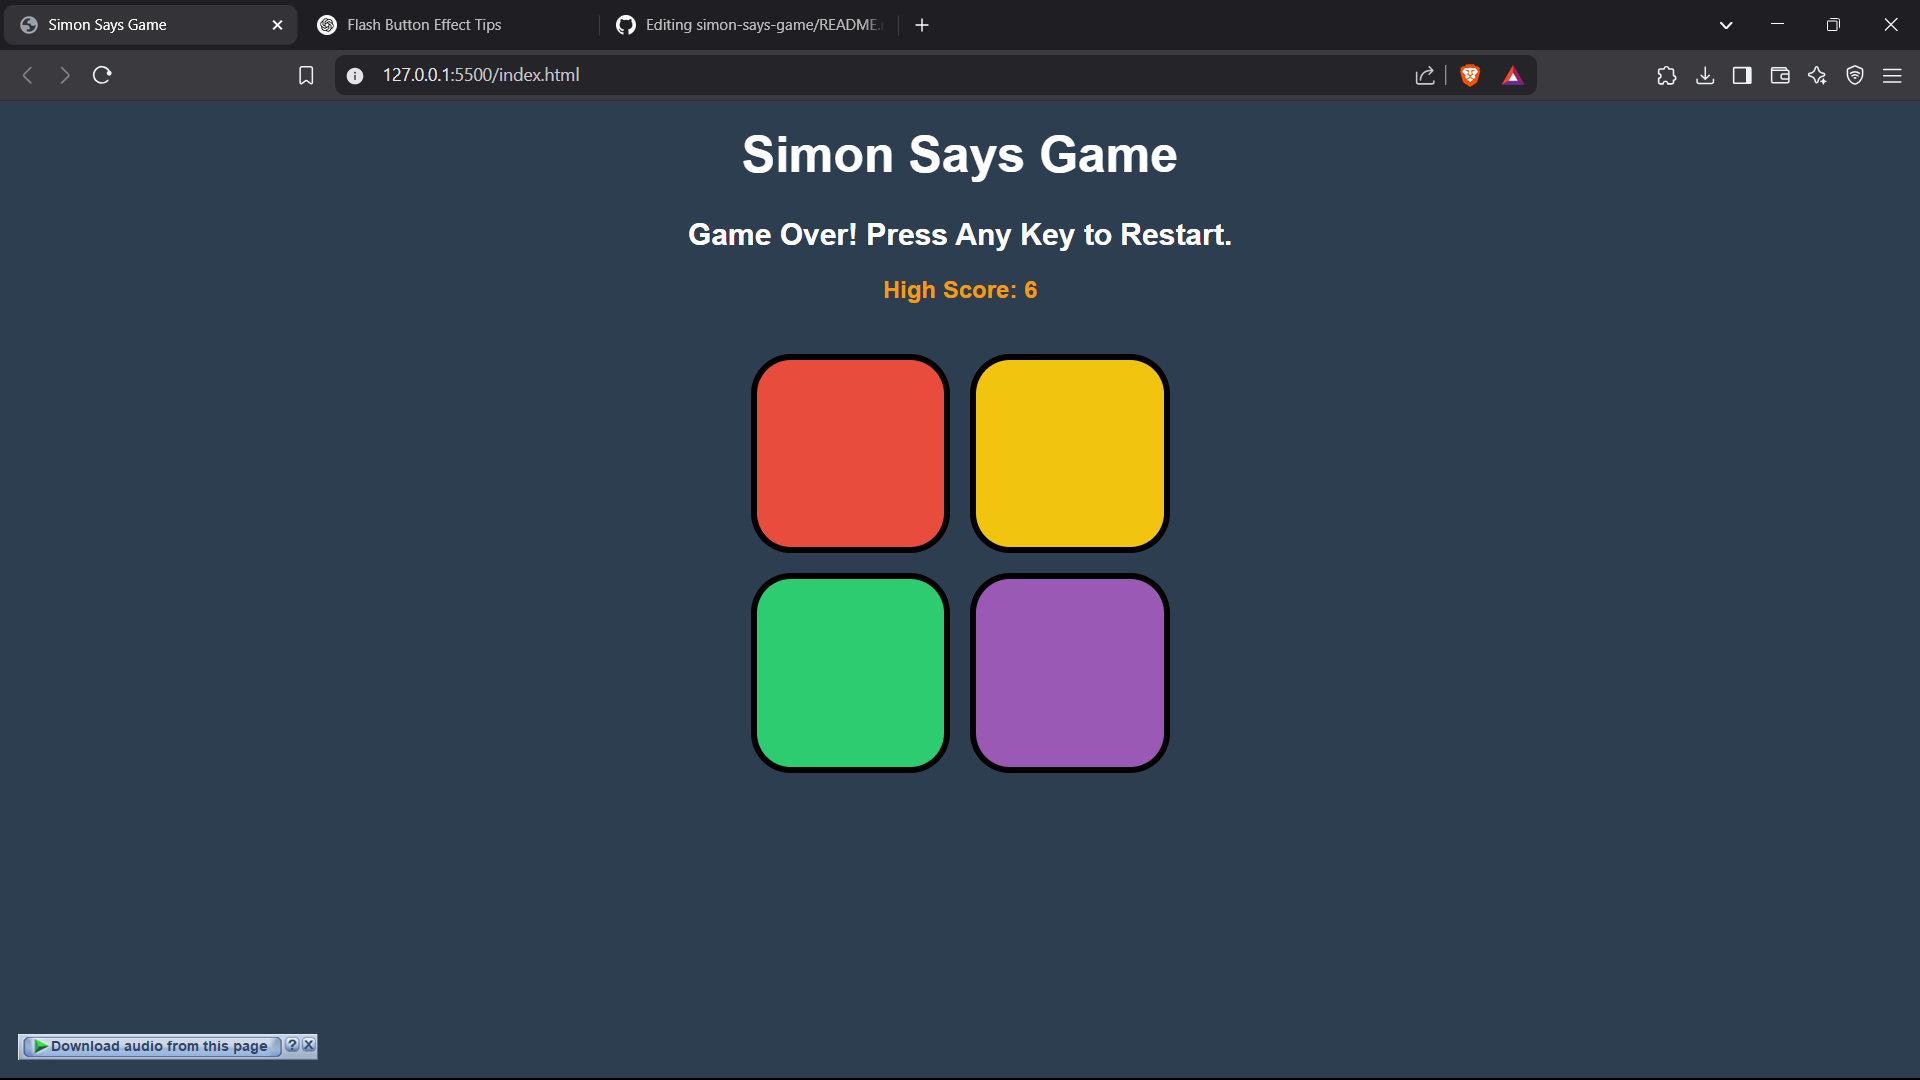 Simon Says Game
Flash Button Effect Tips
Editing simon-says-game/README.
127.0.0.1:5500/index.html
Simon Says Game
Game Over! Press Any Key to Restart.
High Score: 6
Download audio from this page